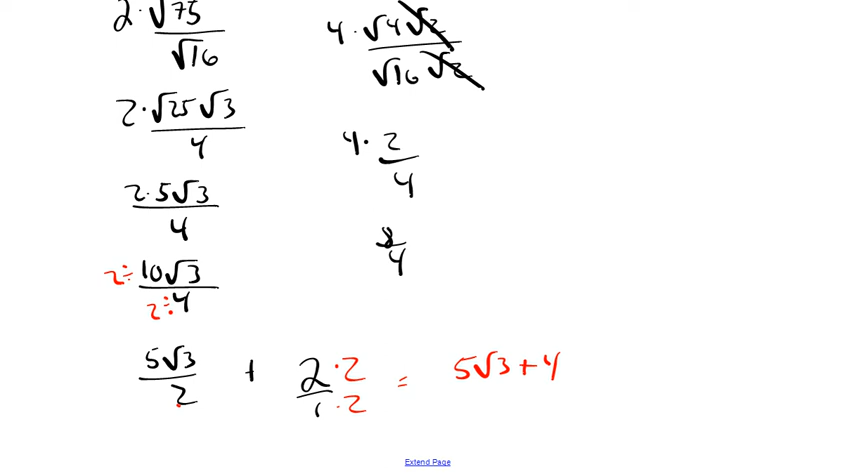 2 · √75 / √16
4 · √4 √2 / √16 √2
2 · √25 √3 / 4
4 · 2 / 4
2 · 5√3 / 4
8 / 4
2 ÷ 10√3 / 2 ÷ 4
5√3 / 2 + 2 · 2 / 1 · 2 = 5√3 + 4
Extend Page